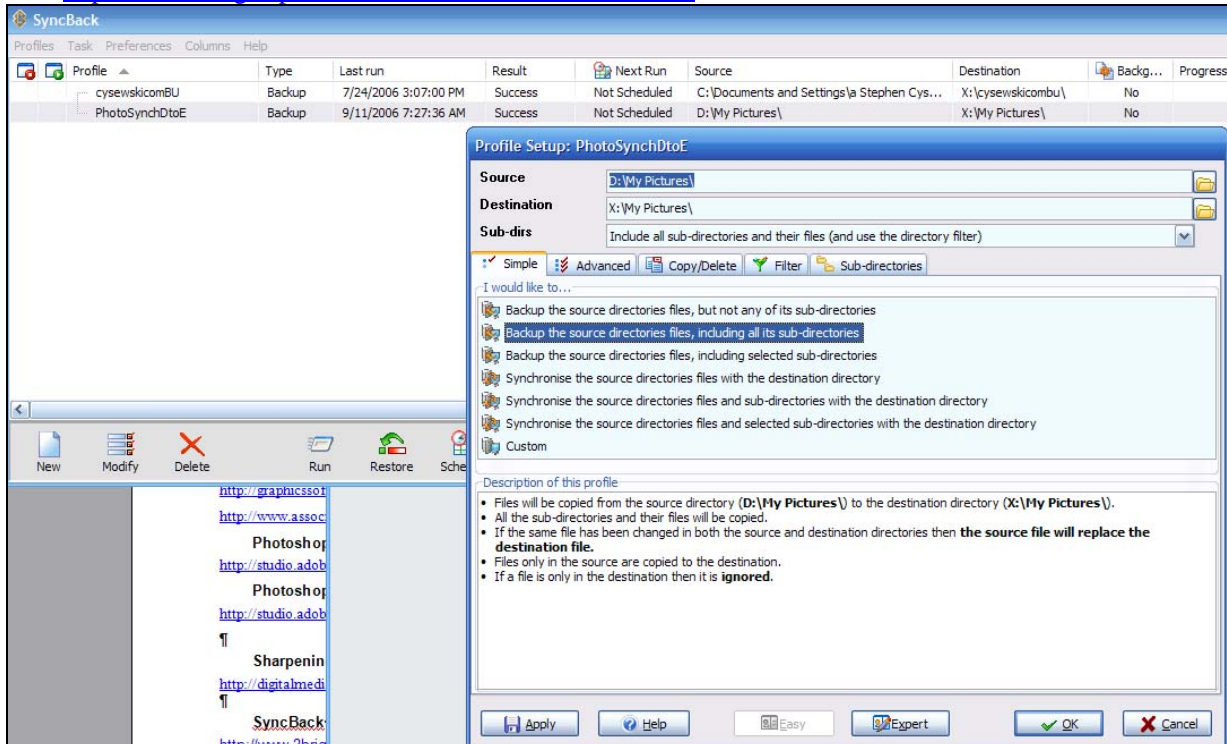 SyncBack
Profiles Task Preferences Columns Help
Profile Type Last run Result Next Run Source Destination Backg... Progress
cysewskicomBU Backup 7/24/2006 3:07:00 PM Success Not Scheduled C:\Documents and Settings\a Stephen Cys... X:\cysewskicombu\ No
PhotoSynchDtoE Backup 9/11/2006 7:27:36 AM Success Not Scheduled D:\My Pictures\ X:\My Pictures\ No
Profile Setup: PhotoSynchDtoE
Source D:\My Pictures\
Destination X:\My Pictures\
Sub-dirs Include all sub-directories and their files (and use the directory filter)
Simple Advanced Copy/Delete Filter Sub-directories
I would like to...
Backup the source directories files, but not any of its sub-directories
Backup the source directories files, including all its sub-directories
Backup the source directories files, including selected sub-directories
Synchronise the source directories files with the destination directory
Synchronise the source directories files and sub-directories with the destination directory
Synchronise the source directories files and selected sub-directories with the destination directory
Custom
Description of this profile
• Files will be copied from the source directory (D:\My Pictures\) to the destination directory (X:\My Pictures\).
• All the sub-directories and their files will be copied.
• If the same file has been changed in both the source and destination directories then the source file will replace the
destination file.
• Files only in the source are copied to the destination.
• If a file is only in the destination then it is ignored.
Apply Help Easy Expert OK Cancel
New Modify Delete Run Restore Sche
http://graphicssof
http://www.assoc
Photoshop
http://studio.adob
Photoshop
http://studio.adob
¶
Sharpenin
http://digitalmedi
¶
SyncBack